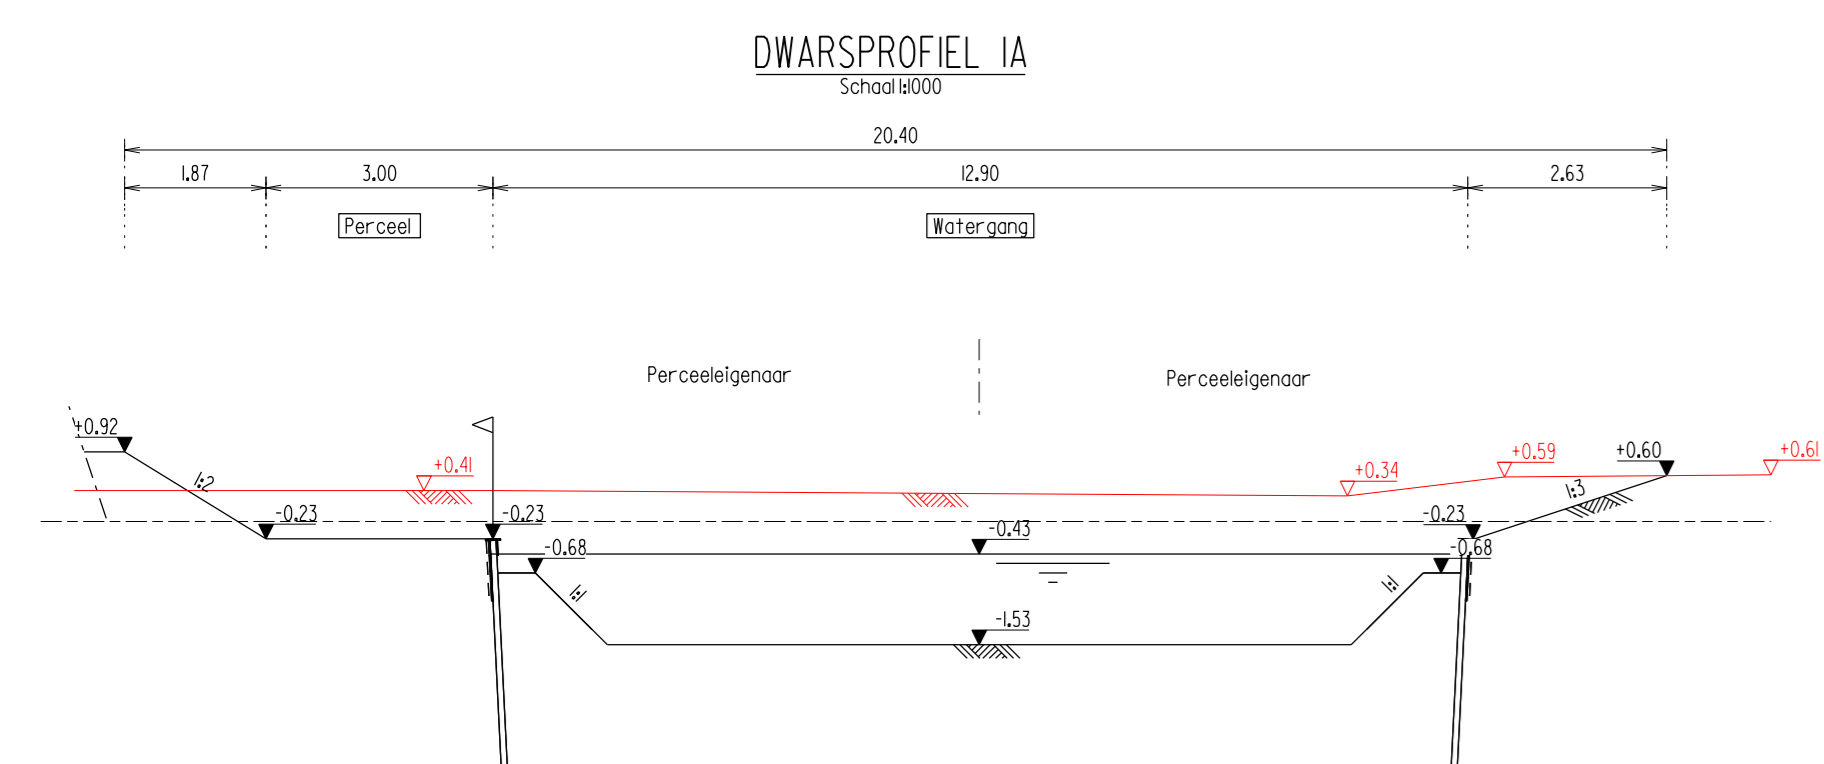 DWARSPROFIEL 1A
Schaal 1:1000
20.40
1.87 3.00 12.90 2.63
Perceel Watergang
Perceeleigenaar Perceeleigenaar
+0.92 +0.41 +0.34 +0.59 +0.60 +0.61
1:2 1:3
-0.23 -0.23 -0.43 -0.23
-0.68 -0.68
1:1 1:1
-1.53